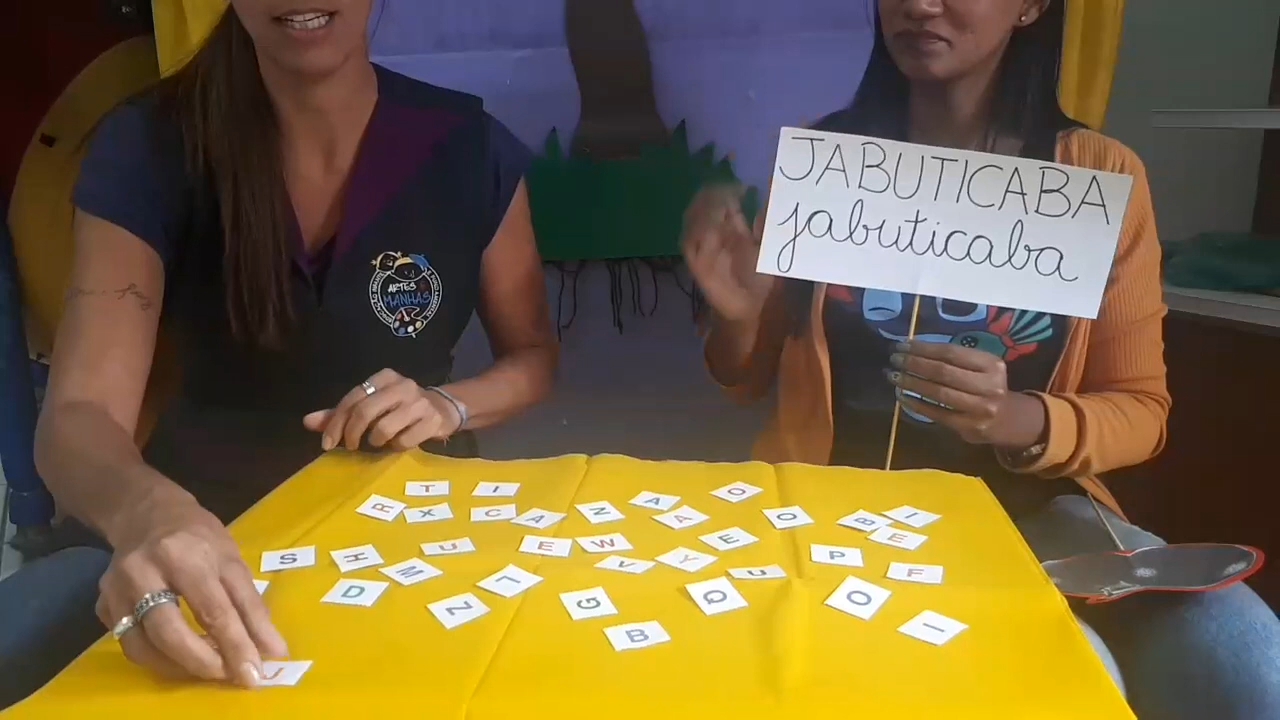 JABUTICABA
jabuticaba
ARTES
MANHAS
T I
R X C A N A O
A O B I
S H U E W E E
D M L V Y U P F
N G Q O
B I
J